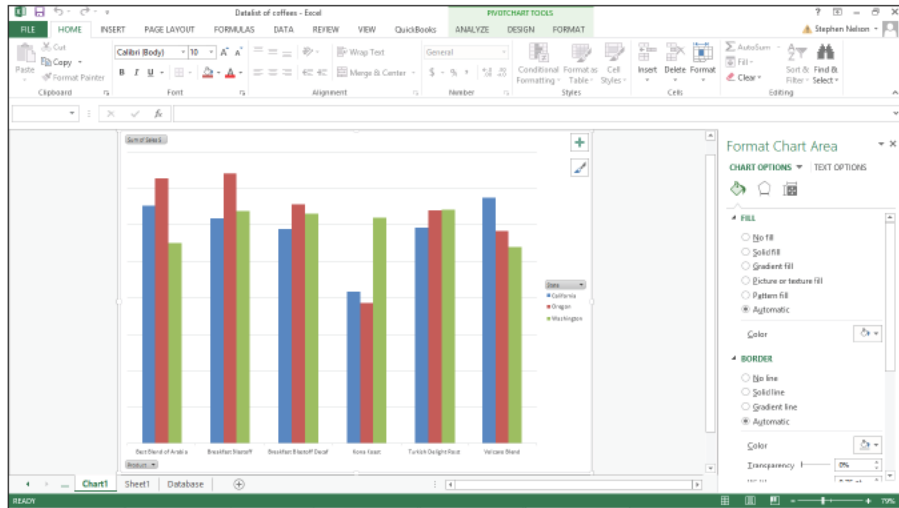 Datalist of coffees - Excel
PIVOTCHART TOOLS
FILE HOME INSERT PAGE LAYOUT FORMULAS DATA REVIEW VIEW QuickBooks ANALYZE DESIGN FORMAT Stephen Nelson
Cut
Copy
Format Painter
Paste
Clipboard
Calibri (Body) 10 A A
B I U A
Font
Wrap Text
Merge & Center
Alignment
General
$ % ,
Number
Conditional Formatting
Format as Table
Cell Styles
Styles
Insert Delete Format
Cells
AutoSum
Fill
Clear
Sort & Filter
Find & Select
Editing
fx
Sum of Sales $
Format Chart Area
CHART OPTIONS TEXT OPTIONS
FILL
No fill
Solid fill
Gradient fill
Picture or texture fill
Pattern fill
Automatic
Color
BORDER
No line
Solid line
Gradient line
Automatic
Color
Transparency 0%
State
California
Oregon
Washington
Best Blend of Arabia Breakfast Blastoff Breakfast Blastoff Decaf Kona Koast Turkish Delight Roast Volcano Blend
Product
Chart1 Sheet1 Database
READY 79%